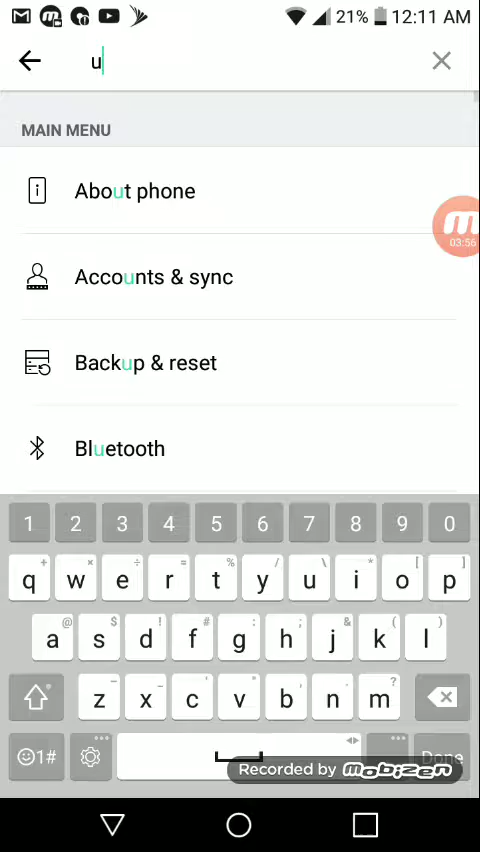 21% 12:11 AM
u
MAIN MENU
About phone
03:56
Accounts & sync
Backup & reset
Bluetooth
1 2 3 4 5 6 7 8 9 0
q w e r t y u i o p
a s d f g h j k l
z x c v b n m
1# Done
Recorded by mobizen